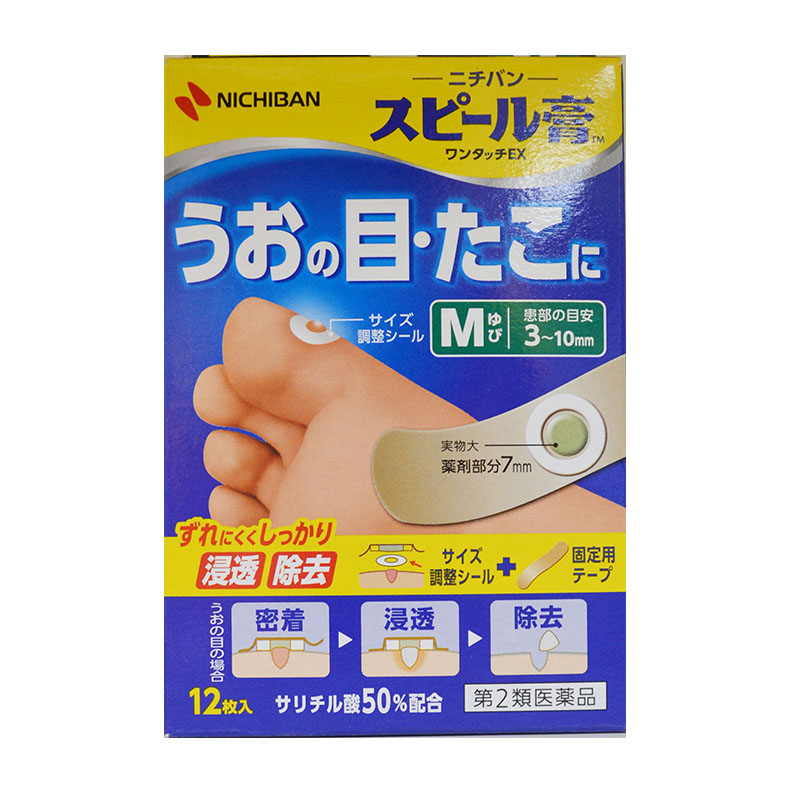 NICHIBAN
ニチバン
スピール膏™
ワンタッチEX
うおの目・たこに
サイズ
調整シール
Mゆび
患部の目安
3～10mm
実物大
薬剤部分7mm
ずれにくくしっかり
浸透 除去
サイズ
調整シール
+
固定用
テープ
うおの目の場合
密着
浸透
除去
12枚入
サリチル酸50%配合
第2類医薬品